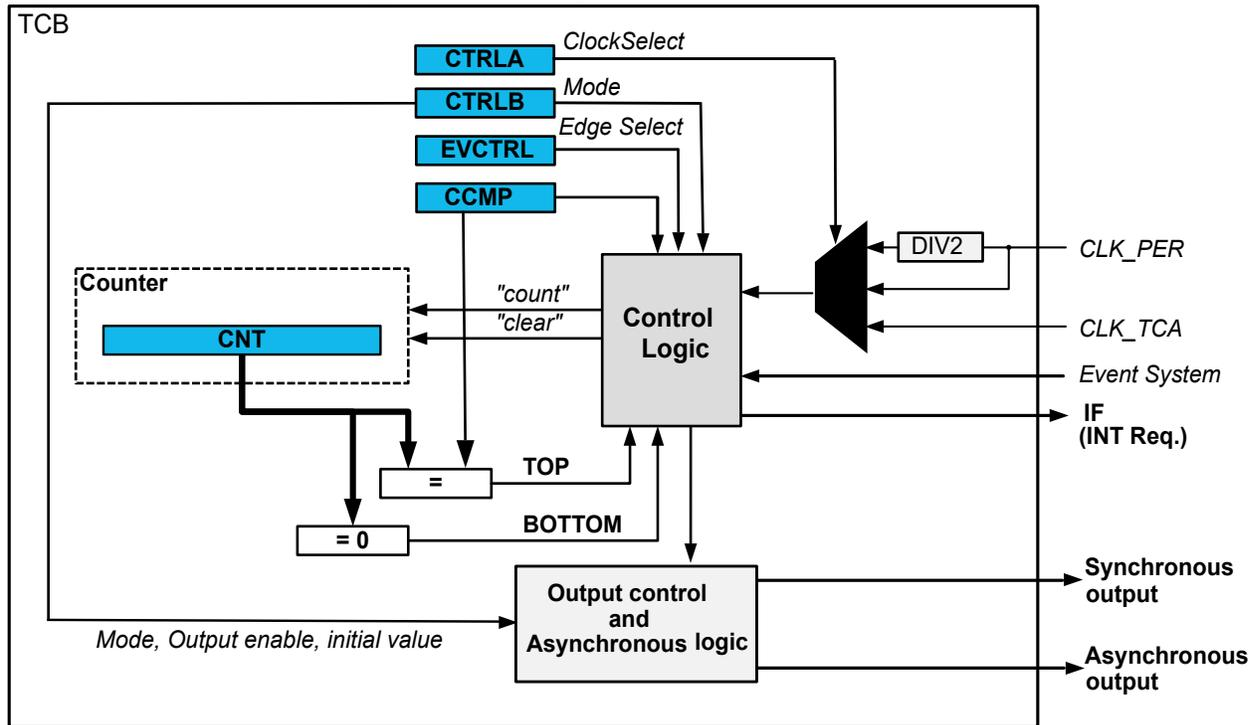 TCB
CTRLA
ClockSelect
CTRLB
Mode
EVCTRL
Edge Select
CCMP
DIV2
CLK_PER
Counter
"count"
"clear"
CNT
Control
Logic
CLK_TCA
Event System
IF
(INT Req.)
=
TOP
= 0
BOTTOM
Output control
and
Asynchronous logic
Mode, Output enable, initial value
Synchronous
output
Asynchronous
output